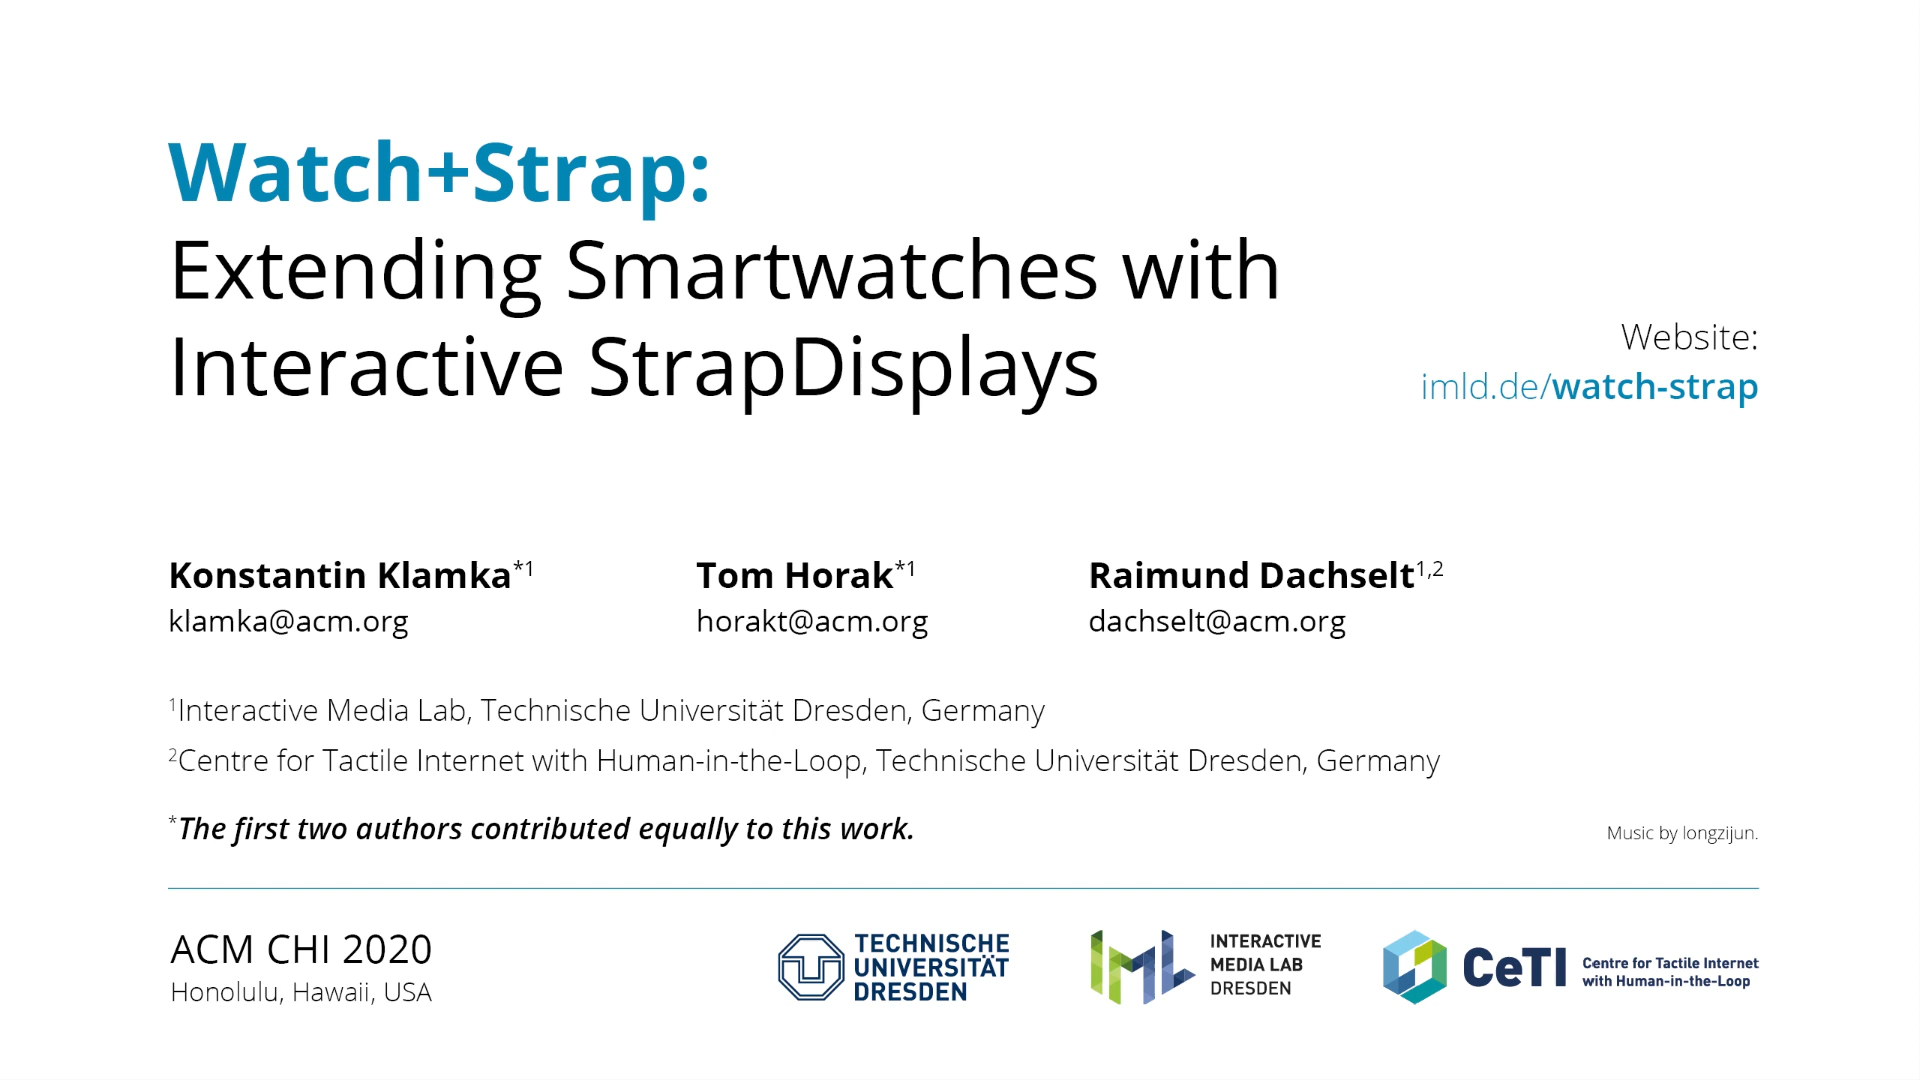 Watch+Strap:
Extending Smartwatches with
Interactive StrapDisplays
Website:
imld.de/watch-strap
Konstantin Klamka*1
klamka@acm.org
Tom Horak*1
horakt@acm.org
Raimund Dachselt1,2
dachselt@acm.org
1Interactive Media Lab, Technische Universität Dresden, Germany
2Centre for Tactile Internet with Human-in-the-Loop, Technische Universität Dresden, Germany
*The first two authors contributed equally to this work.
Music by longzijun.
ACM CHI 2020
Honolulu, Hawaii, USA
TECHNISCHE
UNIVERSITÄT
DRESDEN
INTERACTIVE
MEDIA LAB
DRESDEN
CeTI
Centre for Tactile Internet
with Human-in-the-Loop